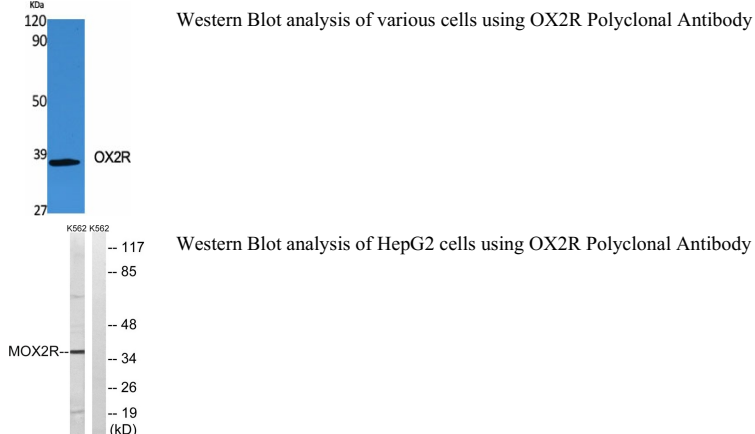 KDa
120
90
50
39
27
OX2R
Western Blot analysis of various cells using OX2R Polyclonal Antibody
K562 K562
-- 117
-- 85
-- 48
MOX2R--
-- 34
-- 26
-- 19
(kD)
Western Blot analysis of HepG2 cells using OX2R Polyclonal Antibody